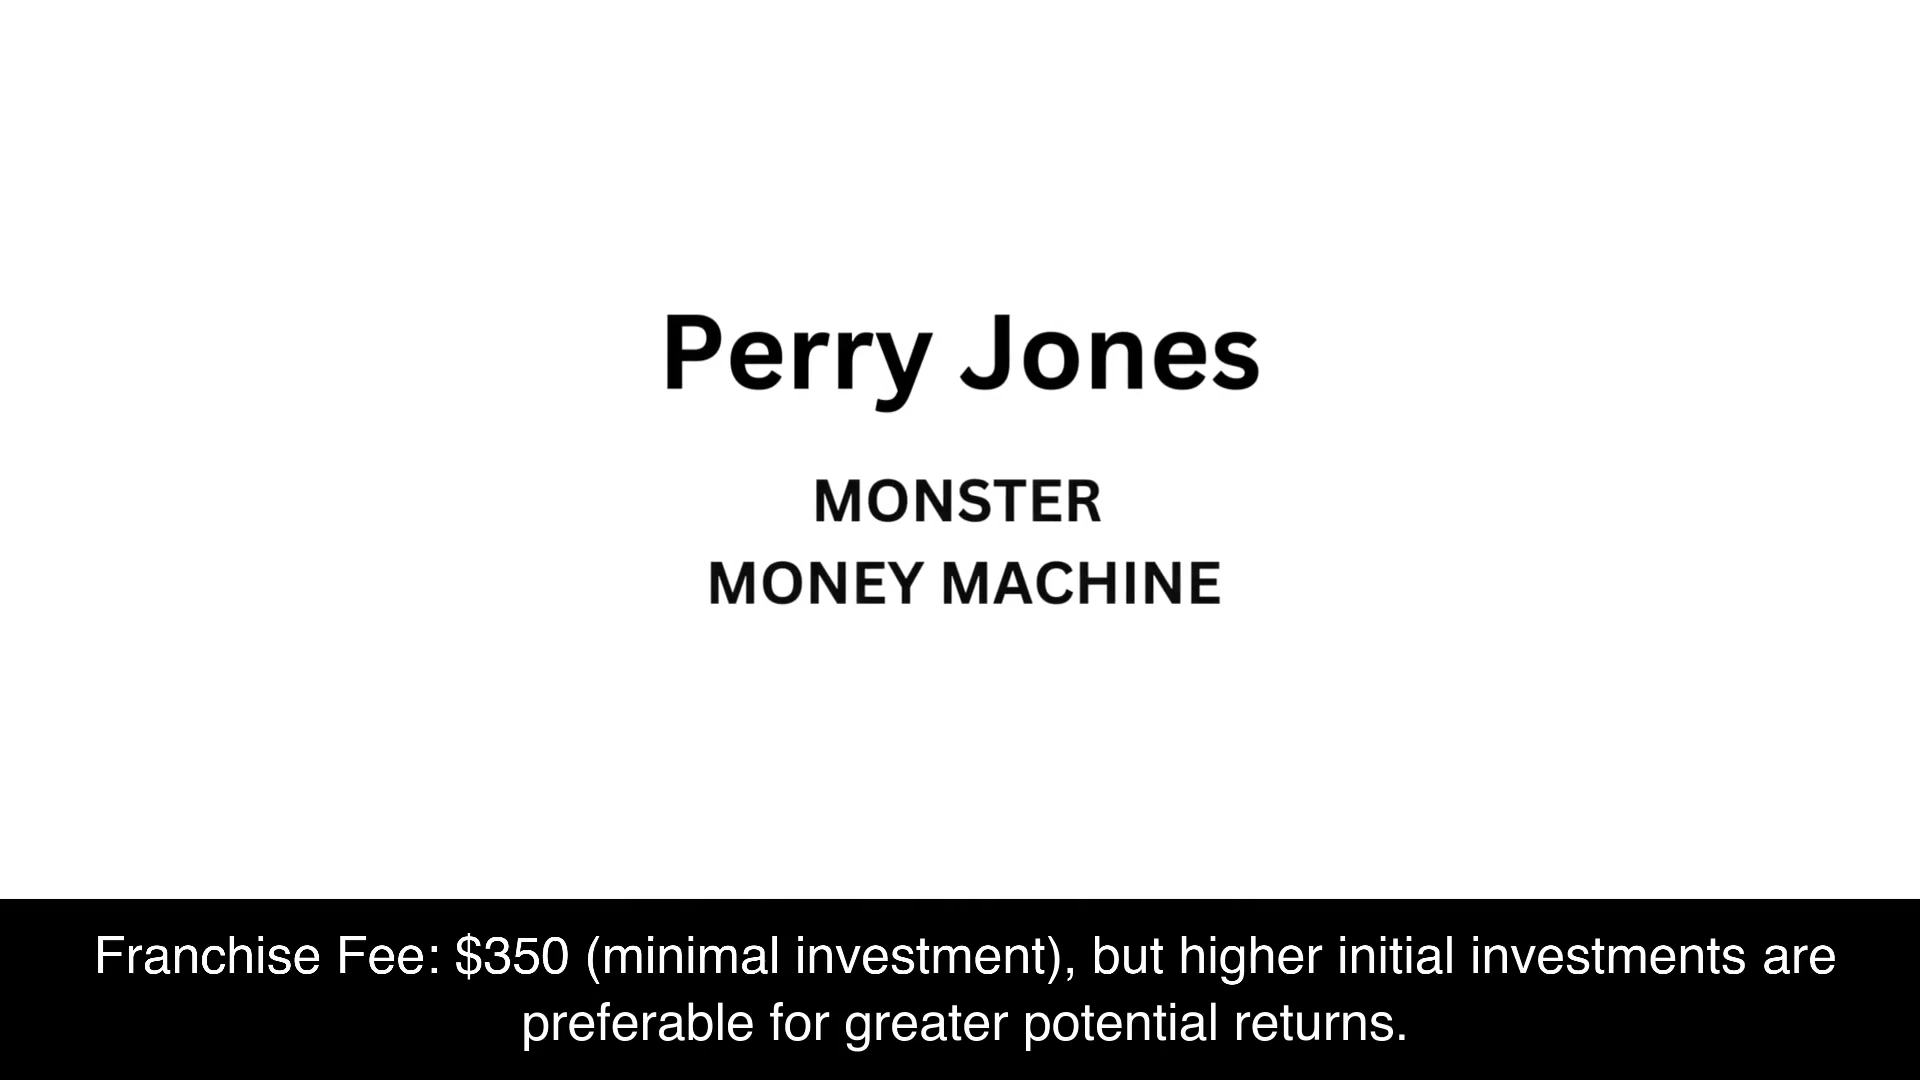 Perry Jones
MONSTER
MONEY MACHINE
Franchise Fee: $350 (minimal investment), but higher initial investments are
preferable for greater potential returns.